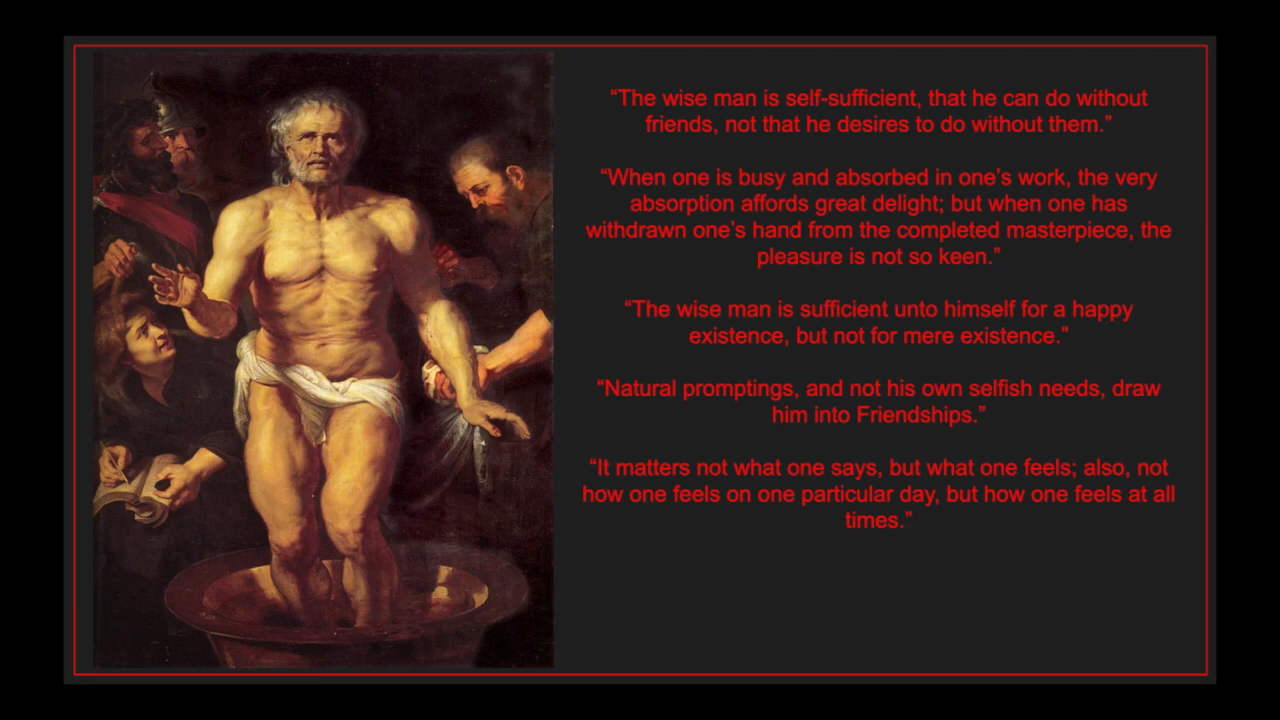 “The wise man is self-sufficient, that he can do without
friends, not that he desires to do without them.”
“When one is busy and absorbed in one’s work, the very
absorption affords great delight; but when one has
withdrawn one’s hand from the completed masterpiece, the
pleasure is not so keen.”
“The wise man is sufficient unto himself for a happy
existence, but not for mere existence.”
“Natural promptings, and not his own selfish needs, draw
him into Friendships.”
“It matters not what one says, but what one feels; also, not
how one feels on one particular day, but how one feels at all
times.”